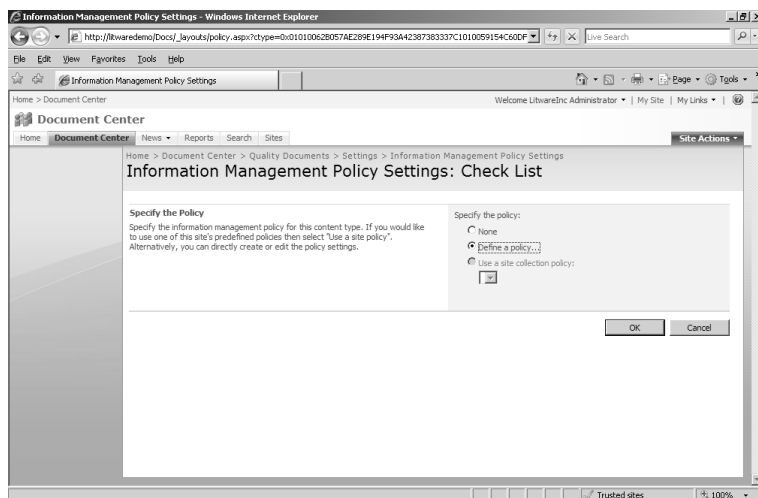 Information Management Policy Settings - Windows Internet Explorer
http://litwaredemo/Docs/_layouts/policy.aspx?ctype=0x01010062B057AE289E194F93A42387383337C1010059154C60DF
Live Search
File Edit View Favorites Tools Help
Information Management Policy Settings
Page Tools
Home > Document Center
Welcome LitwareInc Administrator | My Site | My Links |
Document Center
Home Document Center News Reports Search Sites
Site Actions
Home > Document Center > Quality Documents > Settings > Information Management Policy Settings
Information Management Policy Settings: Check List
Specify the Policy
Specify the information management policy for this content type. If you would like
to use one of this site's predefined policies then select "Use a site policy".
Alternatively, you can directly create or edit the policy settings.
Specify the policy:
None
Define a policy...
Use a site collection policy:
OK Cancel
Trusted sites
100%